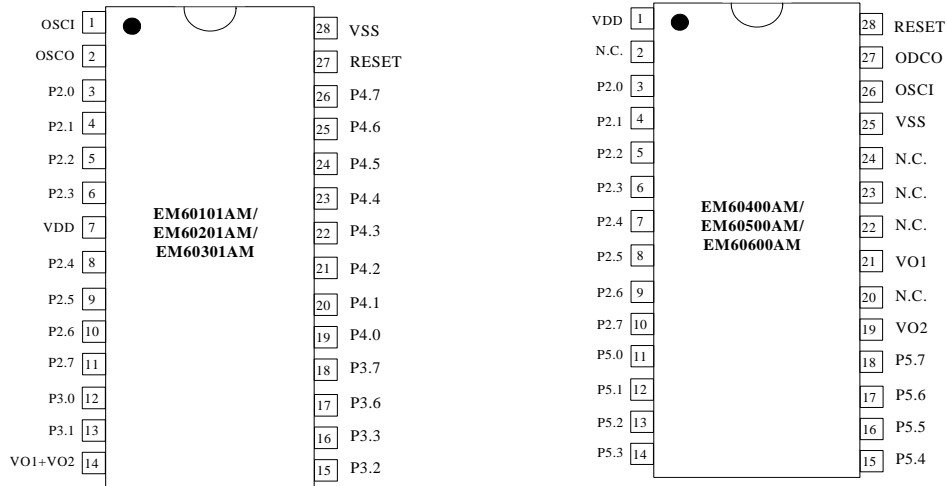 OSCI 1
OSCO 2
P2.0 3
P2.1 4
P2.2 5
P2.3 6
VDD 7
P2.4 8
P2.5 9
P2.6 10
P2.7 11
P3.0 12
P3.1 13
VO1+VO2 14
EM60101AM/
EM60201AM/
EM60301AM
28 VSS
27 RESET
26 P4.7
25 P4.6
24 P4.5
23 P4.4
22 P4.3
21 P4.2
20 P4.1
19 P4.0
18 P3.7
17 P3.6
16 P3.3
15 P3.2
VDD 1
N.C. 2
P2.0 3
P2.1 4
P2.2 5
P2.3 6
P2.4 7
P2.5 8
P2.6 9
P2.7 10
P5.0 11
P5.1 12
P5.2 13
P5.3 14
EM60400AM/
EM60500AM/
EM60600AM
28 RESET
27 ODCO
26 OSCI
25 VSS
24 N.C.
23 N.C.
22 N.C.
21 VO1
20 N.C.
19 VO2
18 P5.7
17 P5.6
16 P5.5
15 P5.4